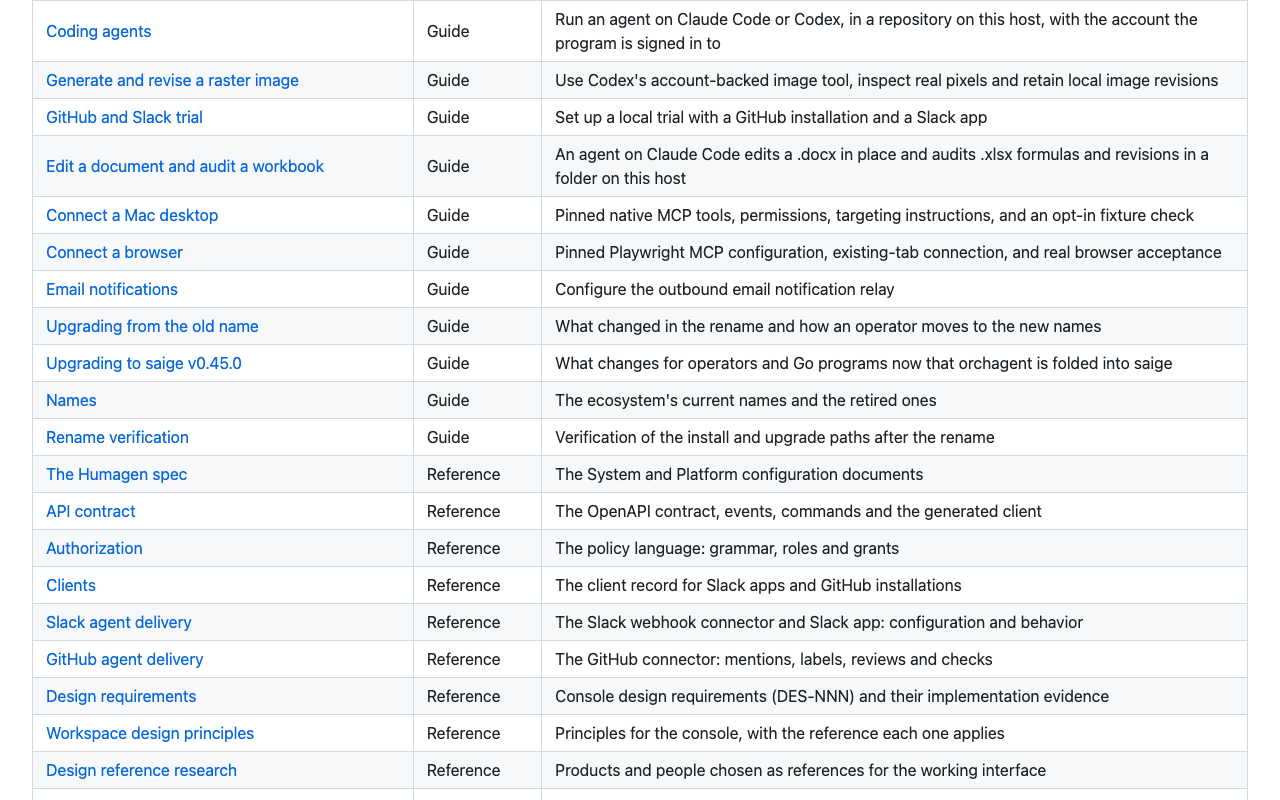 Coding agents Guide Run an agent on Claude Code or Codex, in a repository on this host, with the account the
program is signed in to
Generate and revise a raster image Guide Use Codex's account-backed image tool, inspect real pixels and retain local image revisions
GitHub and Slack trial Guide Set up a local trial with a GitHub installation and a Slack app
Edit a document and audit a workbook Guide An agent on Claude Code edits a .docx in place and audits .xlsx formulas and revisions in a
folder on this host
Connect a Mac desktop Guide Pinned native MCP tools, permissions, targeting instructions, and an opt-in fixture check
Connect a browser Guide Pinned Playwright MCP configuration, existing-tab connection, and real browser acceptance
Email notifications Guide Configure the outbound email notification relay
Upgrading from the old name Guide What changed in the rename and how an operator moves to the new names
Upgrading to saige v0.45.0 Guide What changes for operators and Go programs now that orchagent is folded into saige
Names Guide The ecosystem's current names and the retired ones
Rename verification Guide Verification of the install and upgrade paths after the rename
The Humagen spec Reference The System and Platform configuration documents
API contract Reference The OpenAPI contract, events, commands and the generated client
Authorization Reference The policy language: grammar, roles and grants
Clients Reference The client record for Slack apps and GitHub installations
Slack agent delivery Reference The Slack webhook connector and Slack app: configuration and behavior
GitHub agent delivery Reference The GitHub connector: mentions, labels, reviews and checks
Design requirements Reference Console design requirements (DES-NNN) and their implementation evidence
Workspace design principles Reference Principles for the console, with the reference each one applies
Design reference research Reference Products and people chosen as references for the working interface